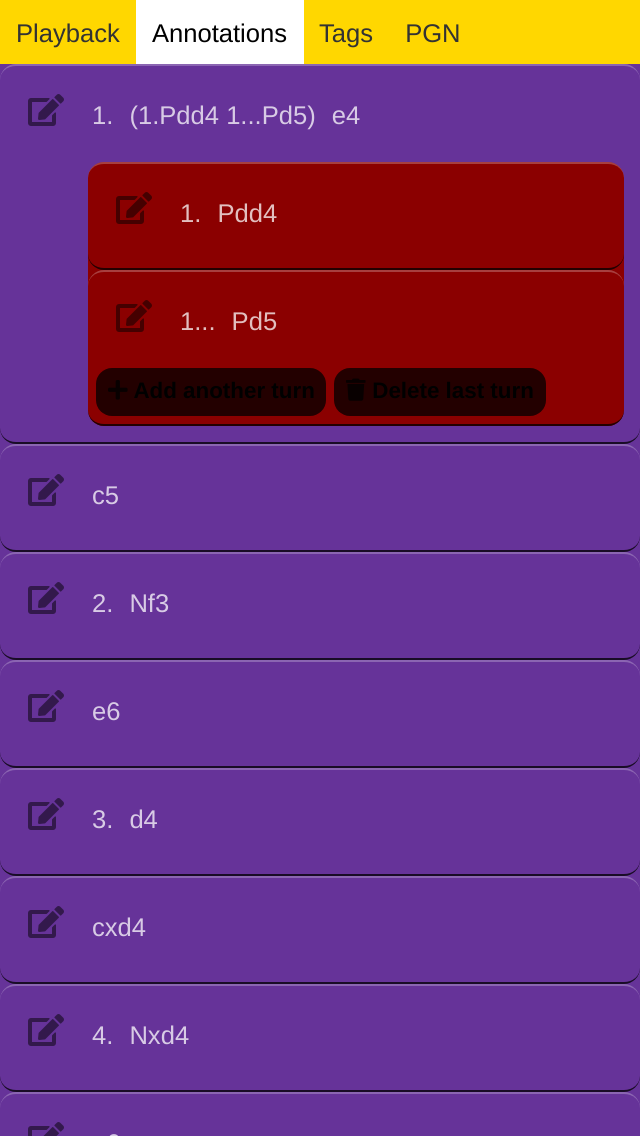 Playback Annotations Tags PGN
1. (1.Pdd4 1...Pd5) e4
1. Pdd4
1... Pd5
Add another turn Delete last turn
c5
2. Nf3
e6
3. d4
cxd4
4. Nxd4